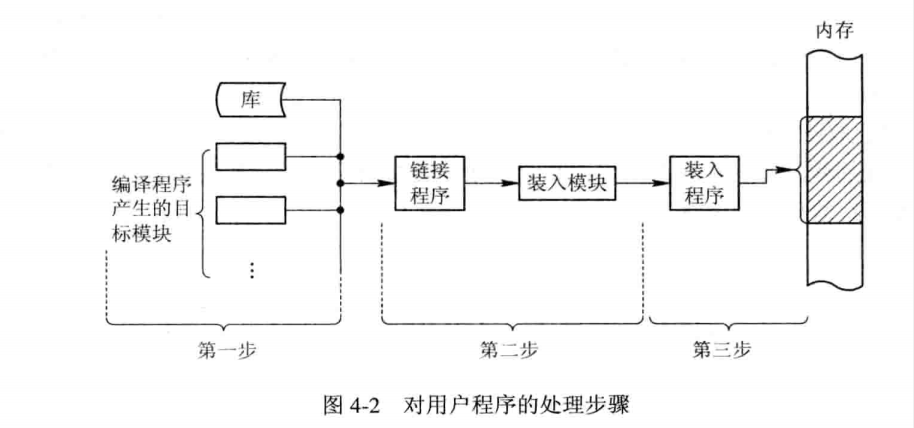 内存
库
编译程序
产生的目
标模块
⋮
链接
程序
装入模块
装入
程序
第一步
第二步
第三步
图 4-2 对用户程序的处理步骤